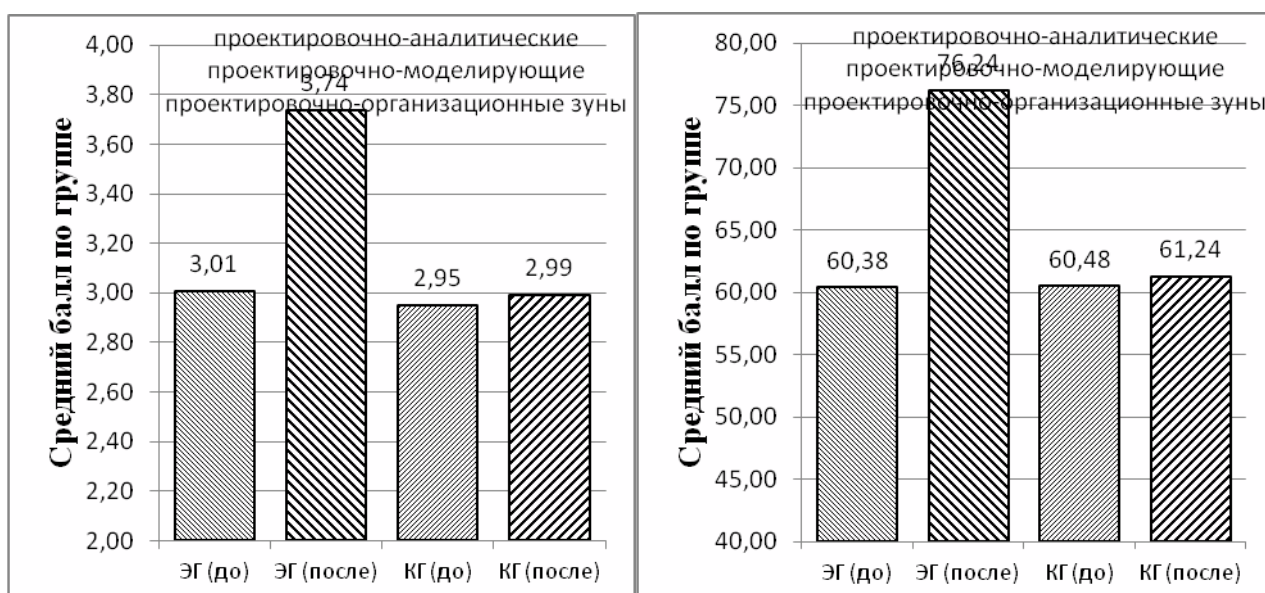 проектировочно-аналитические
проектировочно-моделирующие
проектировочно-организационные зуны
Средний балл по группе
4,00
3,80
3,60
3,40
3,20
3,00
2,80
2,60
2,40
2,20
2,00
3,01
3,74
2,95
2,99
ЭГ (до)
ЭГ (после)
КГ (до)
КГ (после)
проектировочно-аналитические
проектировочно-моделирующие
проектировочно-организационные зуны
Средний балл по группе
80,00
75,00
70,00
65,00
60,00
55,00
50,00
45,00
40,00
60,38
76,24
60,48
61,24
ЭГ (до)
ЭГ (после)
КГ (до)
КГ (после)